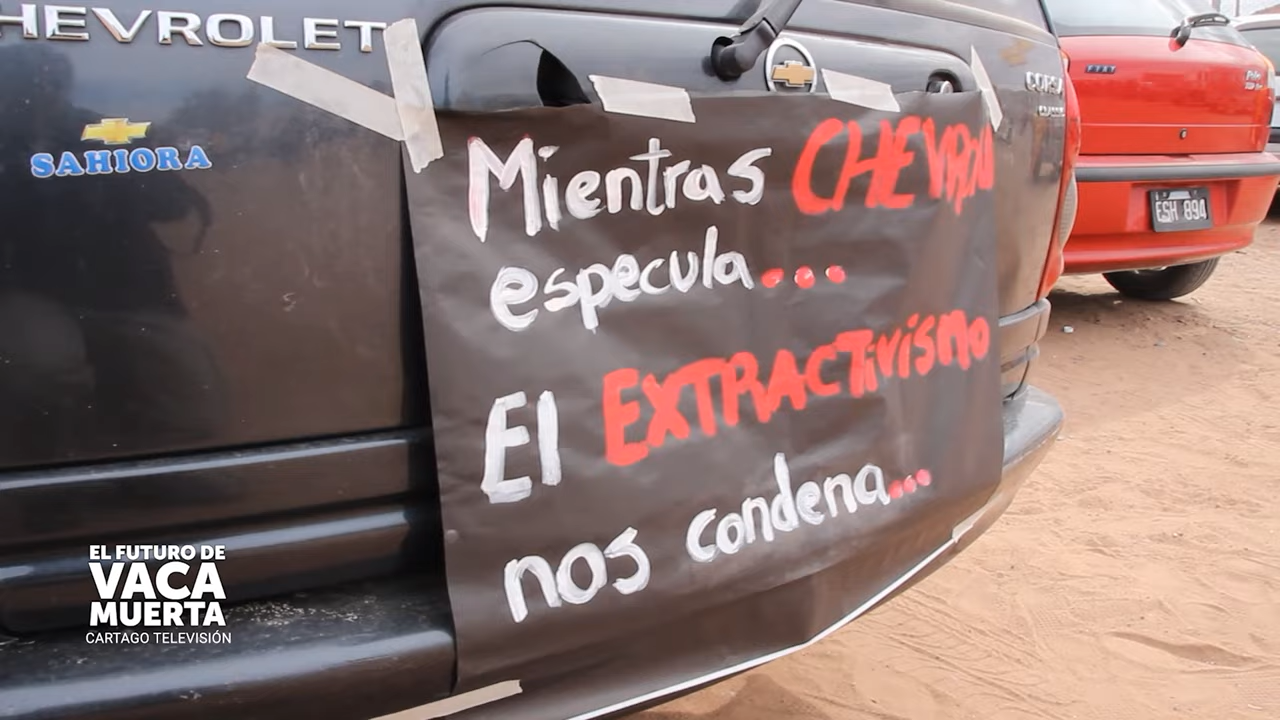 CHEVROLET
SAHIORA
Mientras CHEVRON
especula...
El EXTRACTivismo
nos condena...
CORSA
FIAT
ESH 894
EL FUTURO DE
VACA
MUERTA
CARTAGO TELEVISIÓN